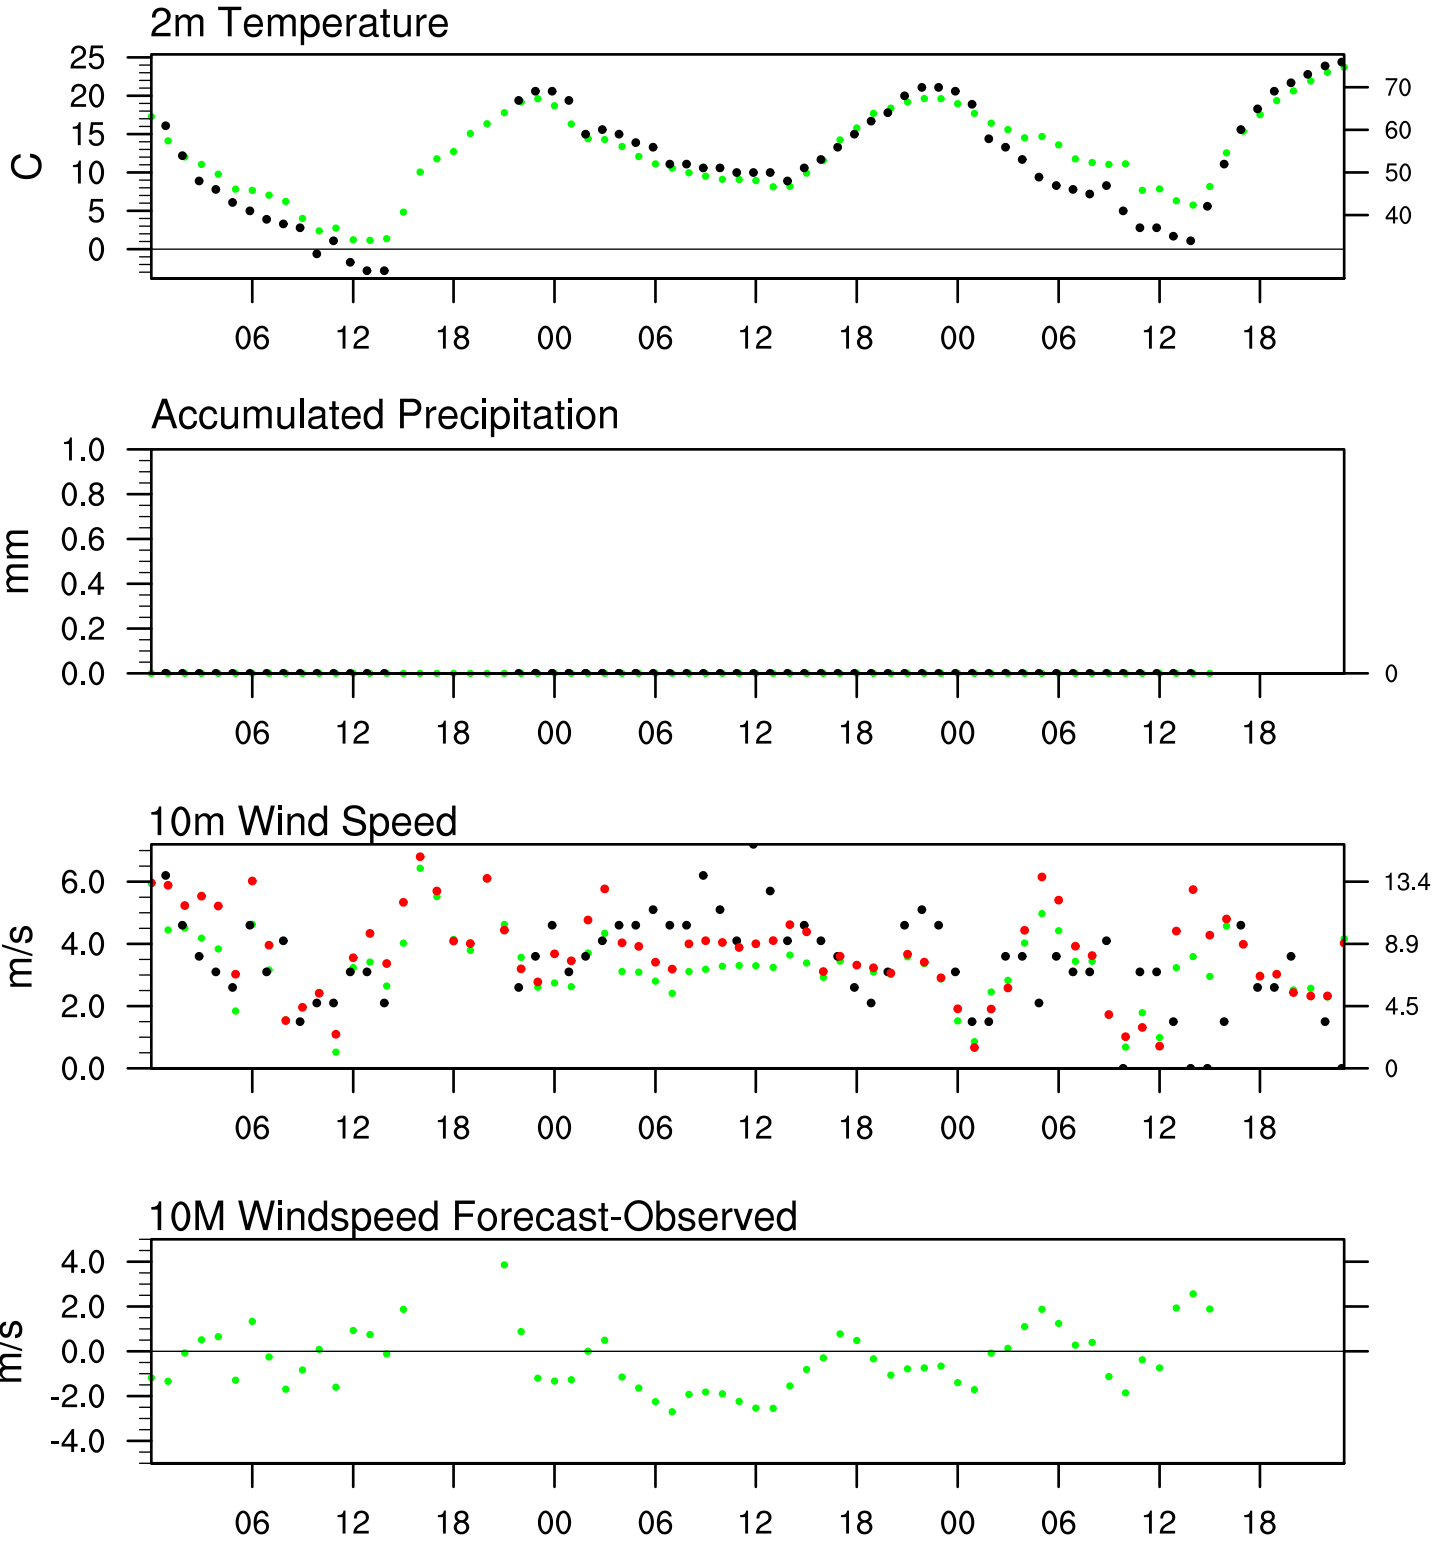 2m Temperature
25
20
15
10
5
0
C
70
60
50
40
06 12 18 00 06 12 18 00 06 12 18
Accumulated Precipitation
1.0
0.8
0.6
0.4
0.2
0.0
mm
0
06 12 18 00 06 12 18 00 06 12 18
10m Wind Speed
6.0
4.0
2.0
0.0
m/s
13.4
8.9
4.5
0
06 12 18 00 06 12 18 00 06 12 18
10M Windspeed Forecast-Observed
4.0
2.0
0.0
-2.0
-4.0
m/s
06 12 18 00 06 12 18 00 06 12 18